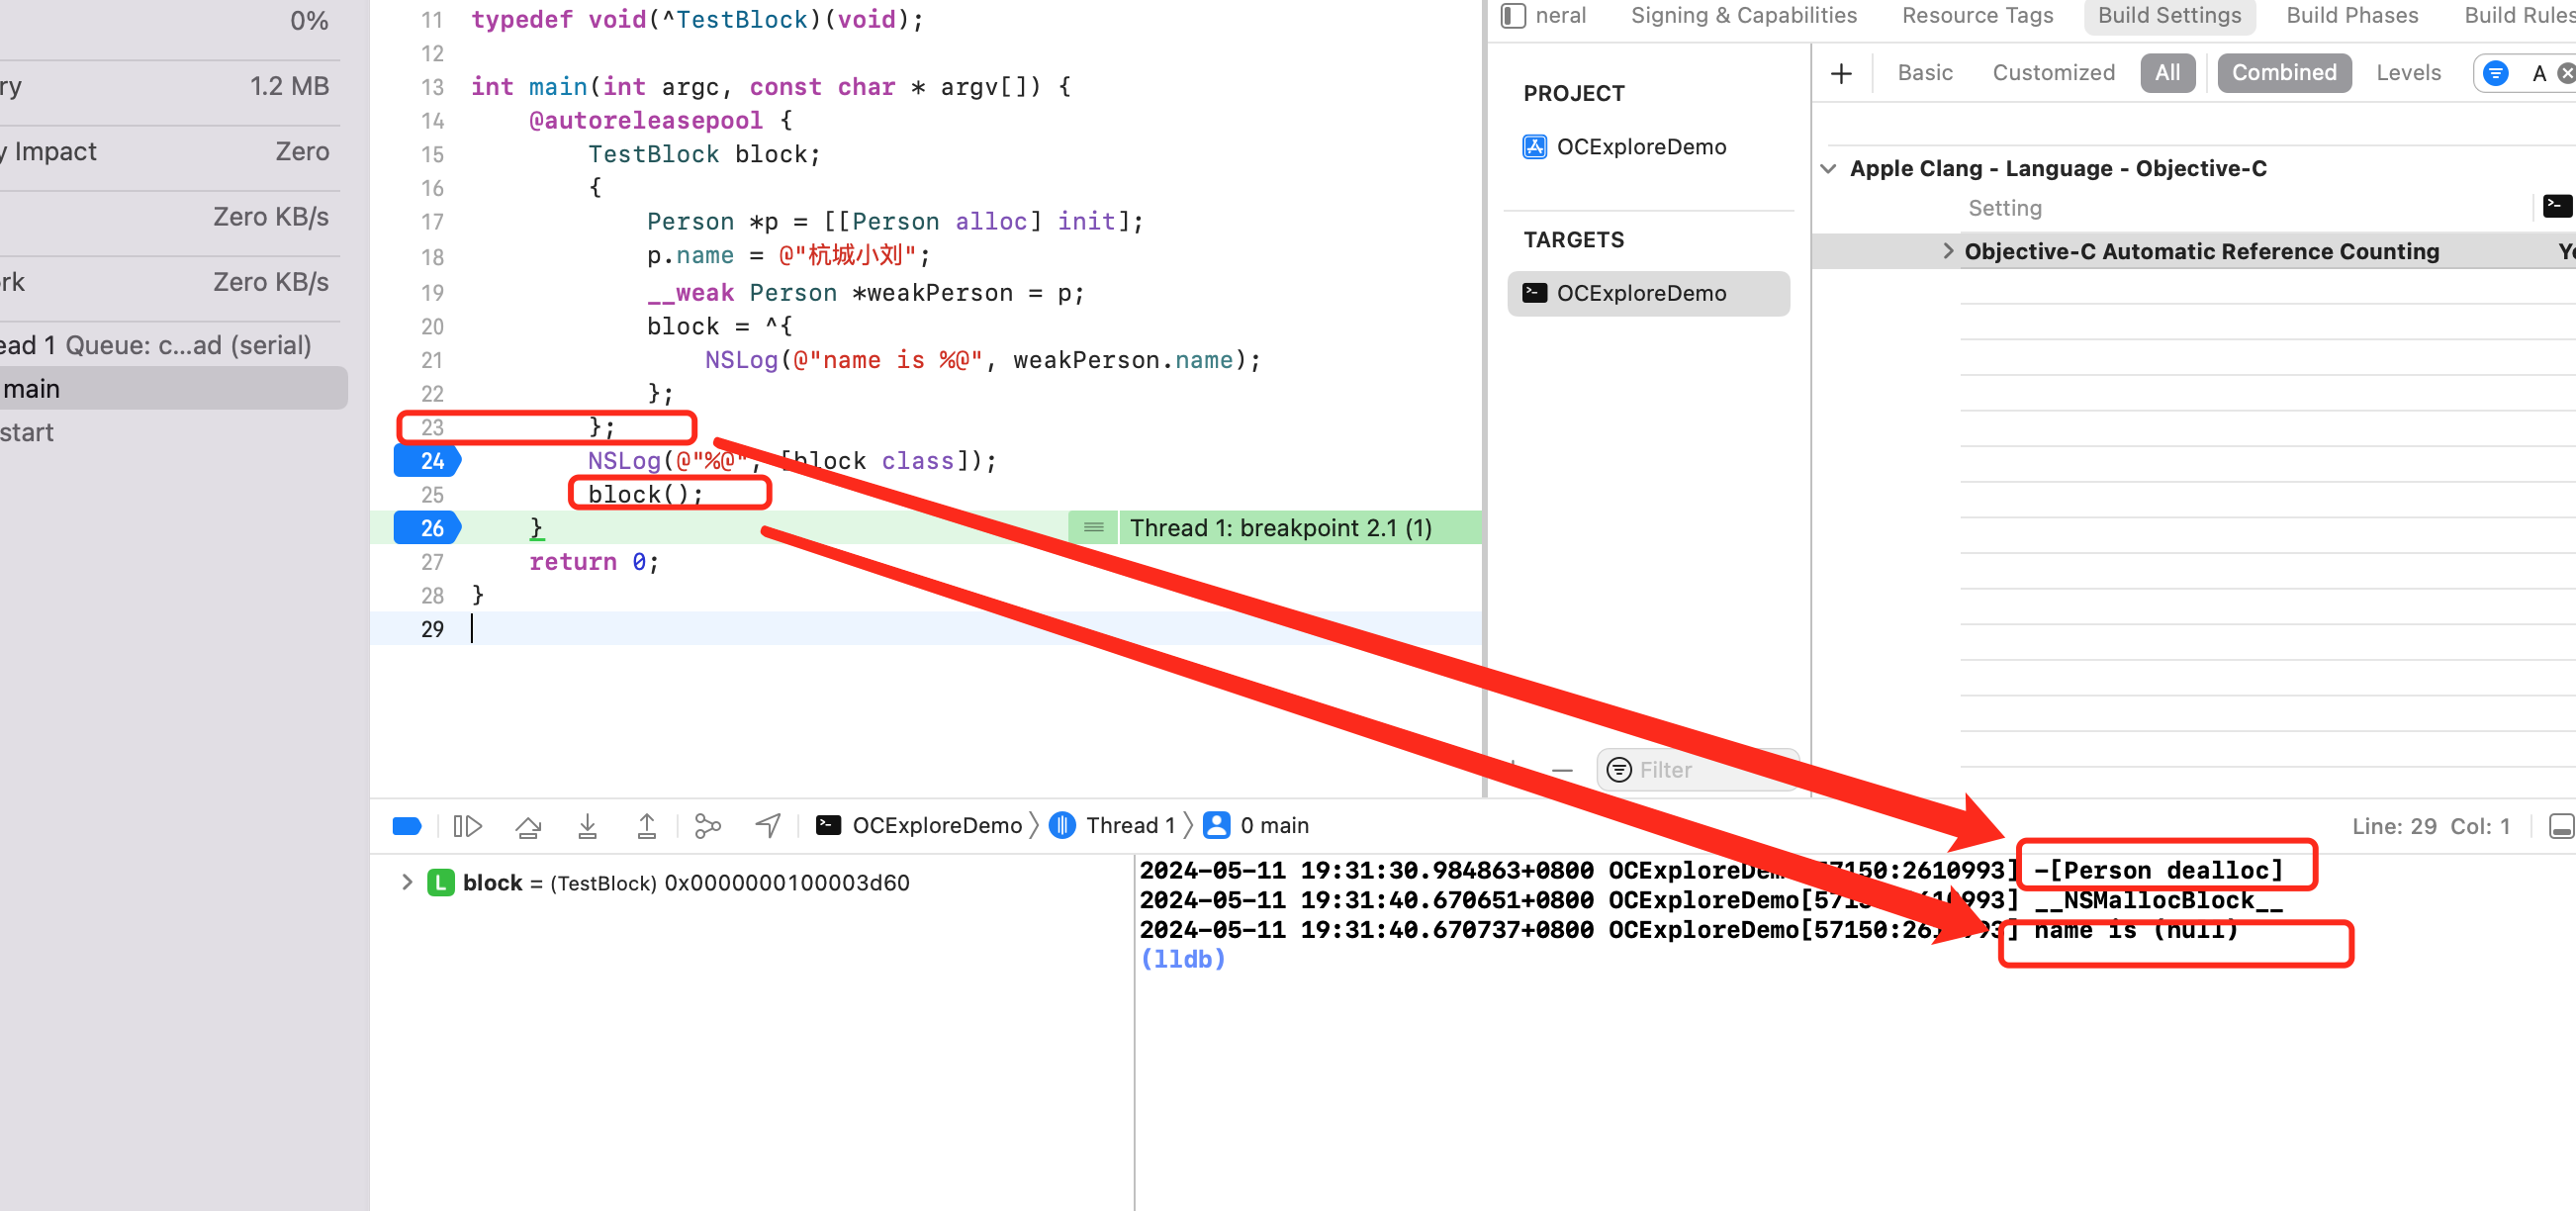 0%
ry 1.2 MB
y Impact Zero
Zero KB/s
rk Zero KB/s
ead 1 Queue: c...ad (serial)
main
start
11 typedef void(^TestBlock)(void);
12
13 int main(int argc, const char * argv[]) {
14 @autoreleasepool {
15 TestBlock block;
16 {
17 Person *p = [[Person alloc] init];
18 p.name = @"杭城小刘";
19 __weak Person *weakPerson = p;
20 block = ^{
21 NSLog(@"name is %@", weakPerson.name);
22 };
23 };
24 NSLog(@"%@", [block class]);
25 block();
26 } Thread 1: breakpoint 2.1 (1)
27 return 0;
28 }
29
neral Signing & Capabilities Resource Tags Build Settings Build Phases Build Rules
PROJECT
OCExploreDemo
TARGETS
OCExploreDemo
Filter
Basic Customized All Combined Levels A
Apple Clang - Language - Objective-C
Setting
Objective-C Automatic Reference Counting Ye
OCExploreDemo Thread 1 0 main
Line: 29 Col: 1
L block = (TestBlock) 0x0000000100003d60
2024-05-11 19:31:30.984863+0800 OCExploreDemo[57150:2610993] -[Person dealloc]
2024-05-11 19:31:40.670651+0800 OCExploreDemo[57150:2610993] __NSMallocBlock__
2024-05-11 19:31:40.670737+0800 OCExploreDemo[57150:2610993] name is (null)
(lldb)